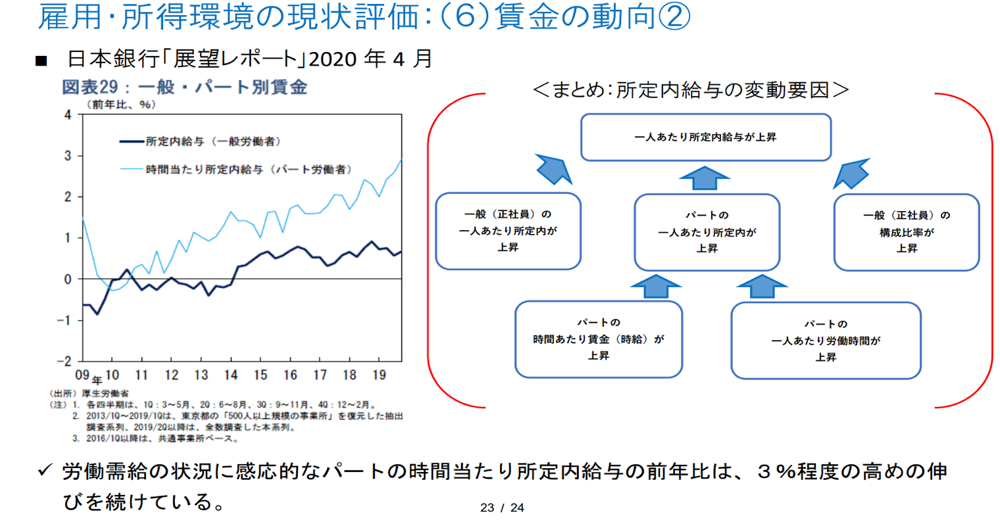 雇用・所得環境の現状評価：（６）賃金の動向②
■ 日本銀行「展望レポート」2020 年 4 月
図表29：一般・パート別賃金
（前年比、%）
4
3
2
1
0
-1
-2
所定内給与（一般労働者）
時間当たり所定内給与（パート労働者）
09年 10 11 12 13 14 15 16 17 18 19
（出所）厚生労働省
（注）1. 各四半期は、1Q：3～5月、2Q：6～8月、3Q：9～11月、4Q：12～2月。
2. 2013/1Q～2019/1Qは、東京都の「500人以上規模の事業所」を復元した抽出
調査系列、2019/2Q以降は、全数調査した本系列。
3. 2016/1Q以降は、共通事業所ベース。
＜まとめ：所定内給与の変動要因＞
一人あたり所定内給与が上昇
一般（正社員）の
一人あたり所定内が
上昇
パートの
一人あたり所定内が
上昇
一般（正社員）の
構成比率が
上昇
パートの
時間あたり賃金（時給）が
上昇
パートの
一人あたり労働時間が
上昇
✓ 労働需給の状況に感応的なパートの時間当たり所定内給与の前年比は、３%程度の高めの伸
びを続けている。
23 / 24